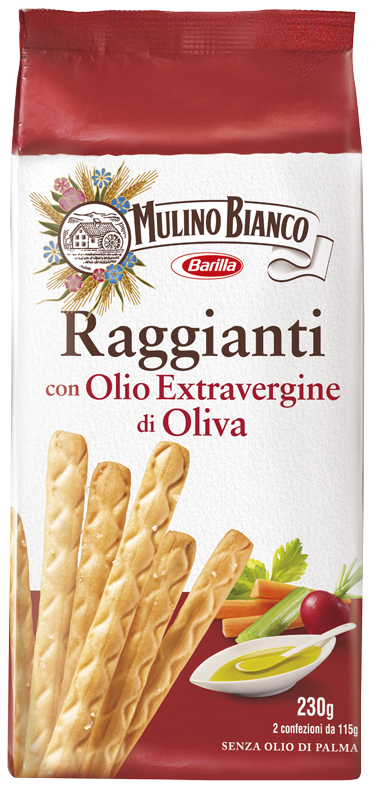 MULINO BIANCO
Barilla
Raggianti
con Olio Extravergine
di Oliva
230g
2 confezioni da 115g
SENZA OLIO DI PALMA